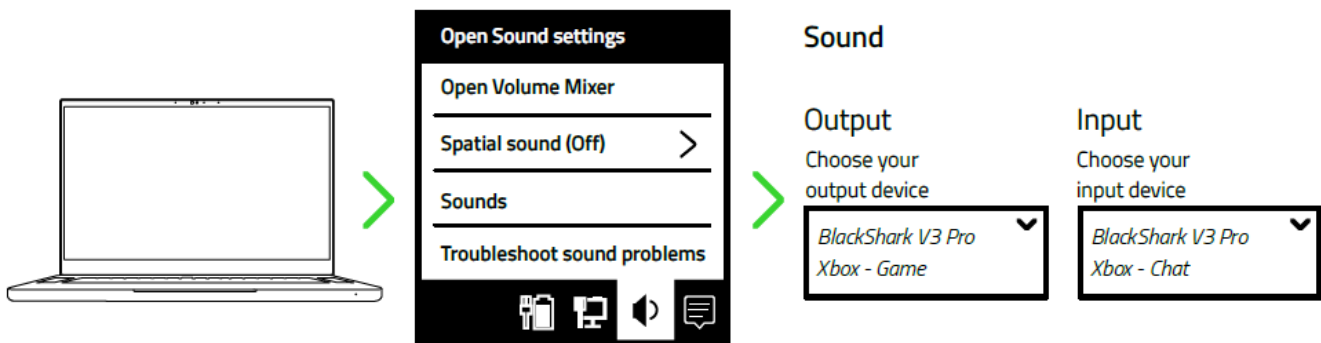 Open Sound settings
Open Volume Mixer
Spatial sound (Off)
Sounds
Troubleshoot sound problems
Sound
Output
Choose your
output device
BlackShark V3 Pro
Xbox - Game
Input
Choose your
input device
BlackShark V3 Pro
Xbox - Chat